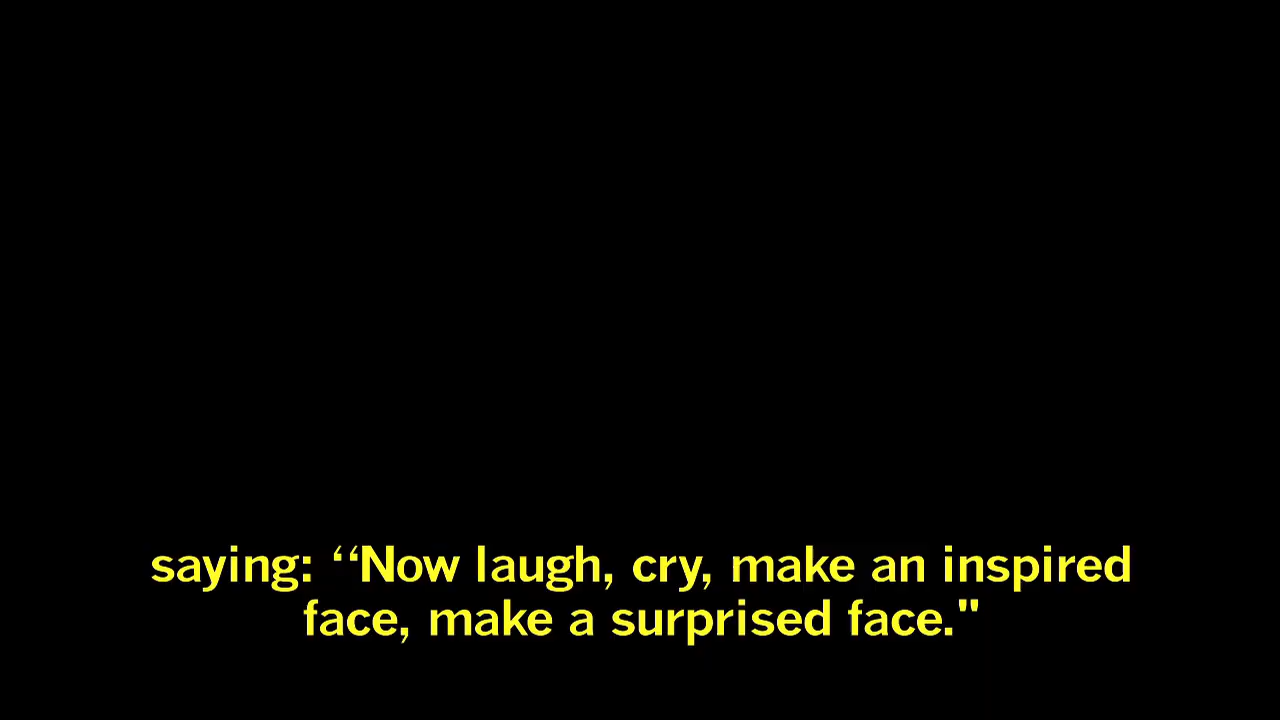 saying: ‘‘Now laugh, cry, make an inspired
face, make a surprised face."